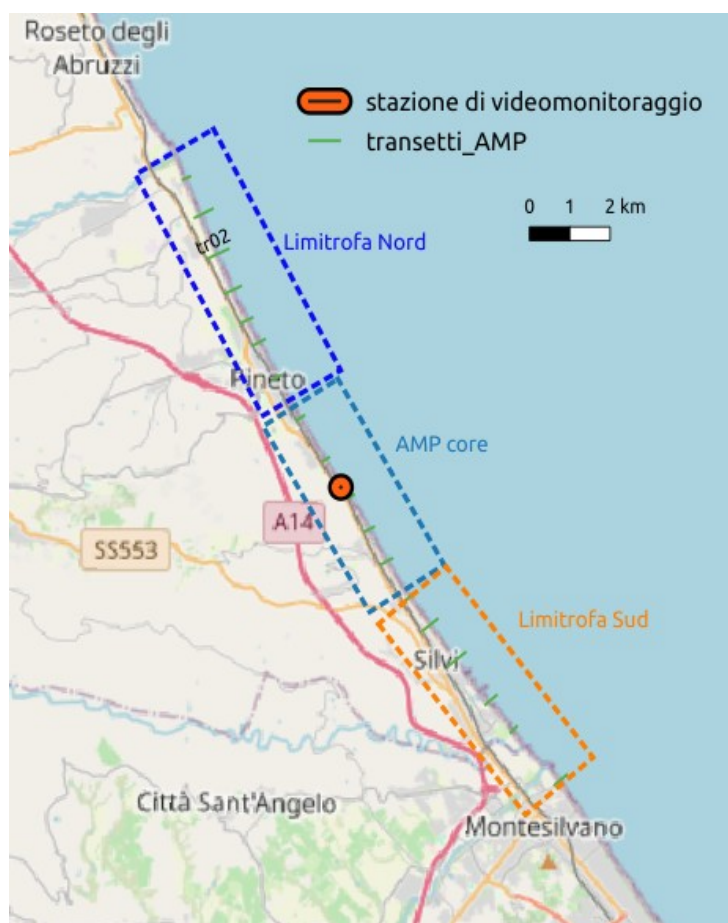 Roseto degli
Abruzzi
stazione di videomonitoraggio
transetti_AMP
0 1 2 km
tr02
Limitrofa Nord
Pineto
AMP core
A14
SS553
Limitrofa Sud
Silvi
Città Sant'Angelo
Montesilvano